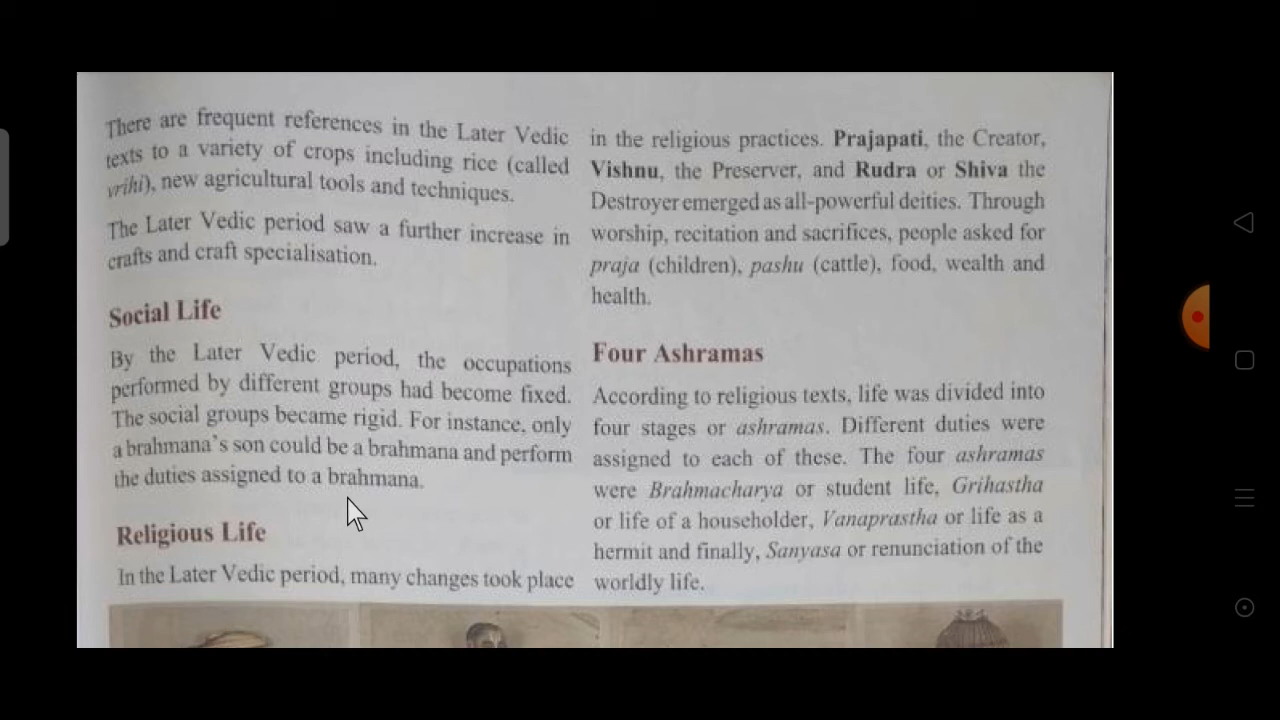 There are frequent references in the Later Vedic
texts to a variety of crops including rice (called
vrihi), new agricultural tools and techniques.
The Later Vedic period saw a further increase in
crafts and craft specialisation.
Social Life
By the Later Vedic period, the occupations
performed by different groups had become fixed.
The social groups became rigid. For instance, only
a brahmana's son could be a brahmana and perform
the duties assigned to a brahmana.
Religious Life
In the Later Vedic period, many changes took place
in the religious practices. Prajapati, the Creator,
Vishnu, the Preserver, and Rudra or Shiva the
Destroyer emerged as all-powerful deities. Through
worship, recitation and sacrifices, people asked for
praja (children), pashu (cattle), food, wealth and
health.
Four Ashramas
According to religious texts, life was divided into
four stages or ashramas. Different duties were
assigned to each of these. The four ashramas
were Brahmacharya or student life, Grihastha
or life of a householder, Vanaprastha or life as a
hermit and finally, Sanyasa or renunciation of the
worldly life.